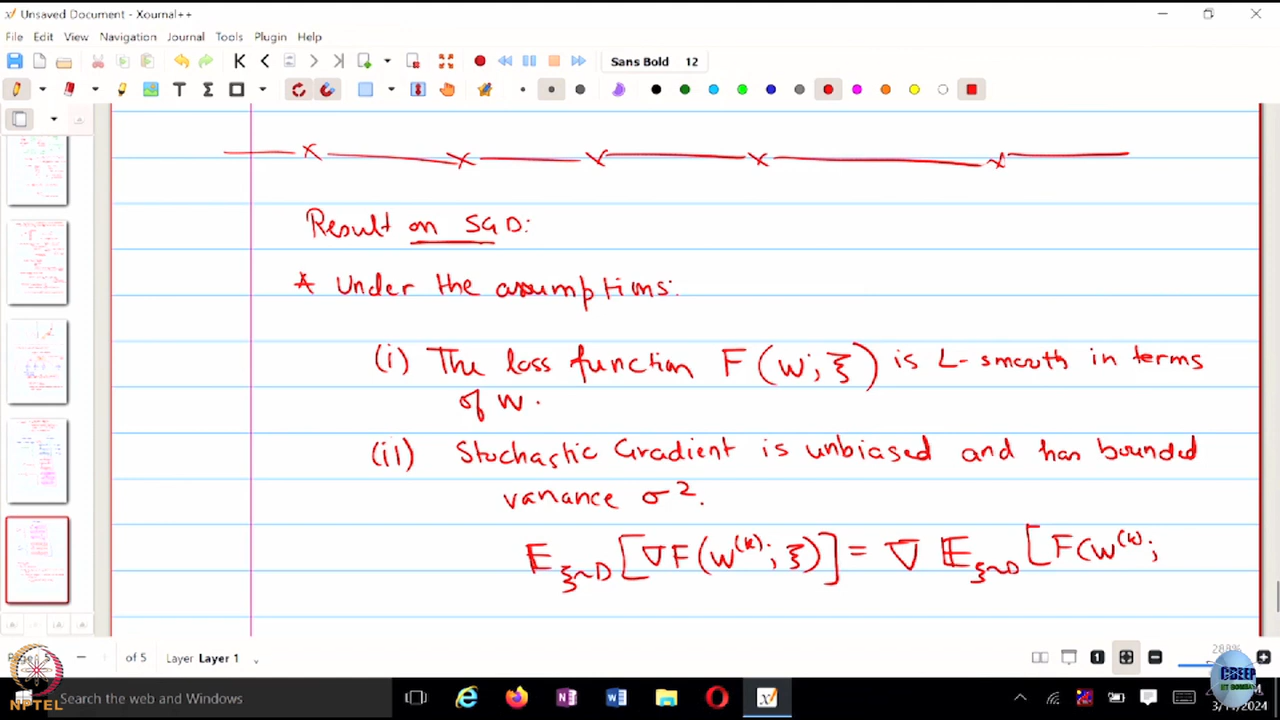 Unsaved Document - Xournal++
File Edit View Navigation Journal Tools Plugin Help
Sans Bold 12
Result on SGD:
* Under the assumptions:
(i) The loss function F(w; ξ) is L-smooth in terms
of w.
(ii) Stochastic Gradient is unbiased and has bounded
variance σ².
𝔼_{ξ~D} [∇F(w^{(k)}; ξ)] = ∇ 𝔼_{ξ~D} [F(w^{(k)};
of 5 Layer Layer 1
Search the web and Windows
NPTEL